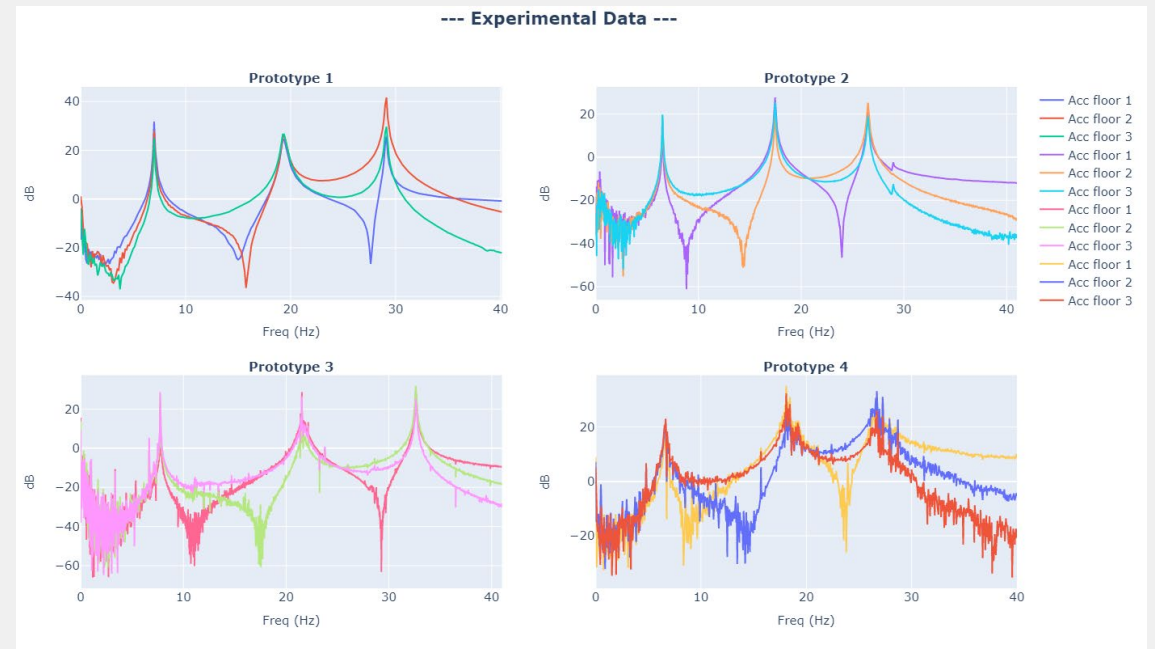 --- Experimental Data ---
Prototype 1
40
20
0
−20
−40
dB
0
10
20
30
40
Freq (Hz)
Prototype 2
20
0
−20
−40
−60
dB
0
10
20
30
40
Freq (Hz)
Acc floor 1
Acc floor 2
Acc floor 3
Acc floor 1
Acc floor 2
Acc floor 3
Acc floor 1
Acc floor 2
Acc floor 3
Acc floor 1
Acc floor 2
Acc floor 3
Prototype 3
20
0
−20
−40
−60
dB
0
10
20
30
40
Freq (Hz)
Prototype 4
20
0
−20
dB
0
10
20
30
40
Freq (Hz)